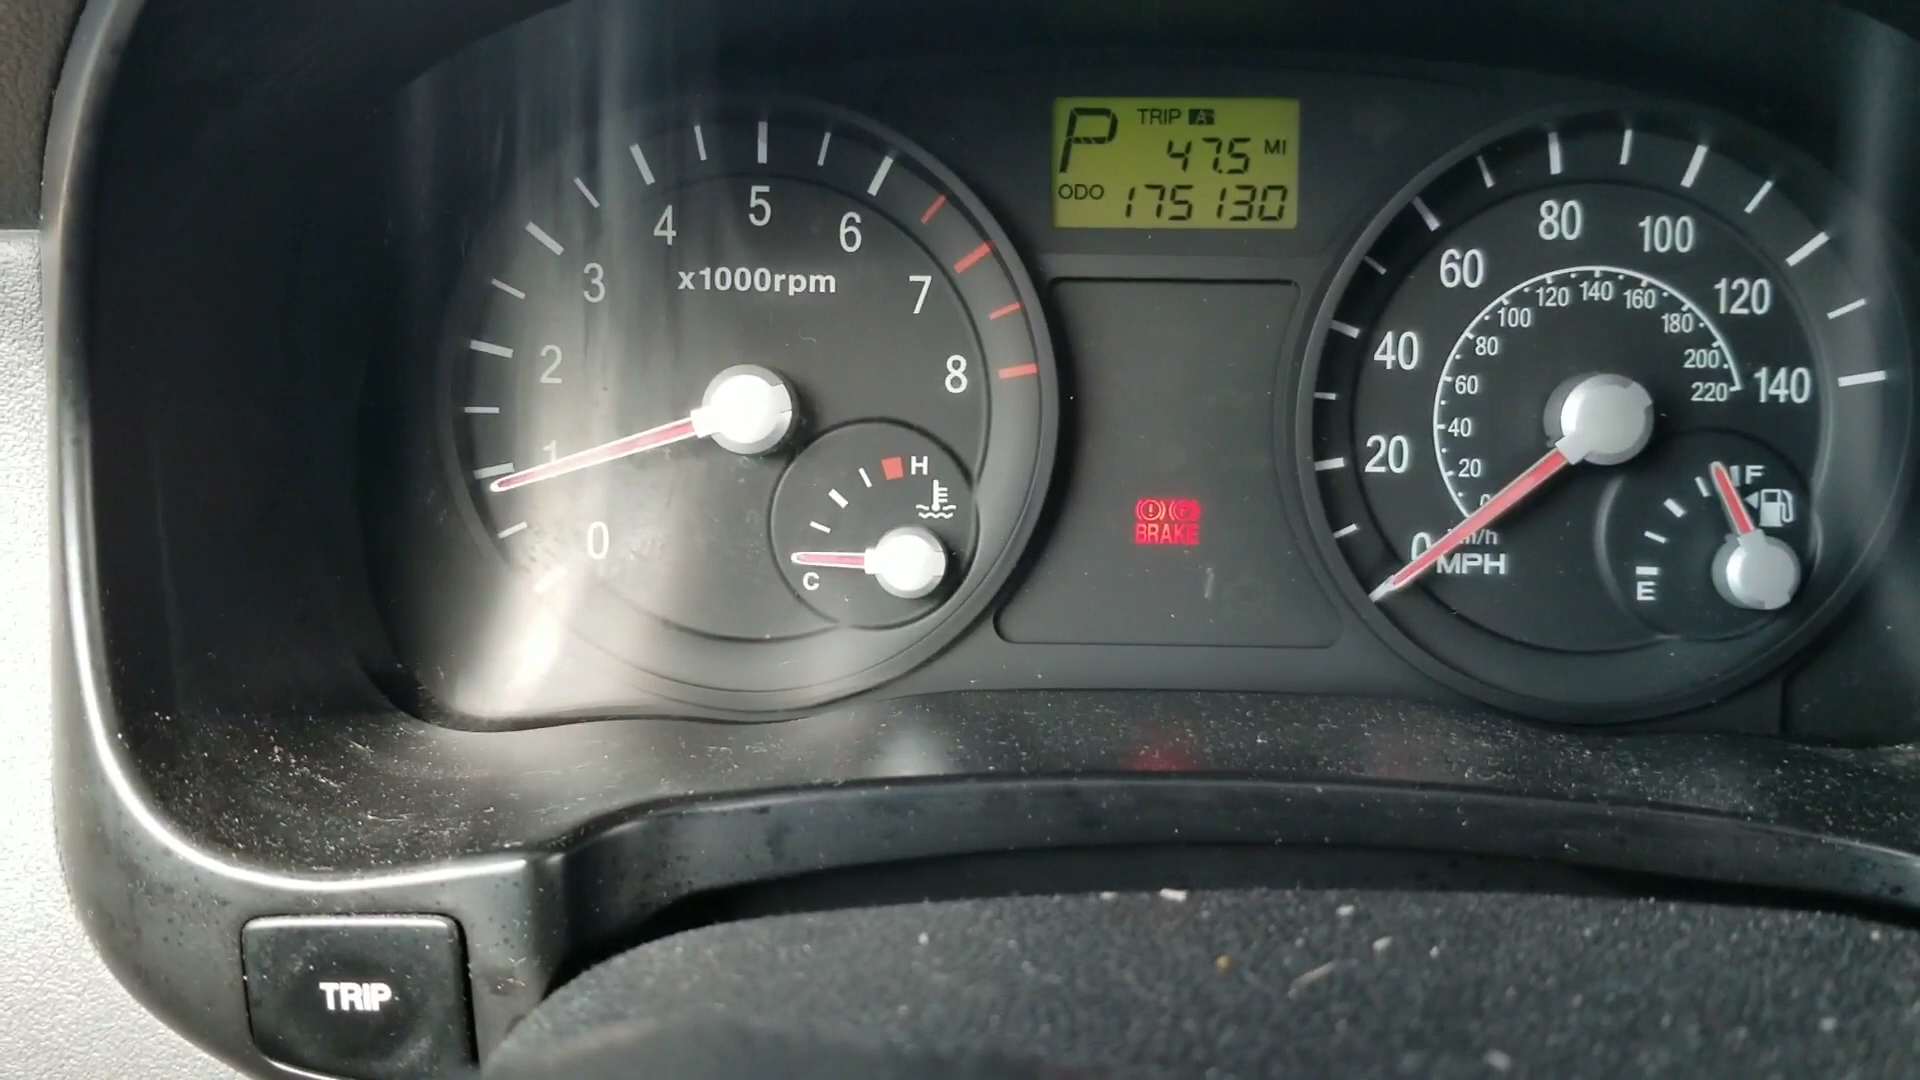 P TRIP A
47.5 MI
ODO 175130
0 1 2 3 4 5 6 7 8
x1000rpm
H
C
0 20 40 60 80 100 120 140
0 20 40 60 80 100 120 140 160 180 200 220
km/h
MPH
F
E
BRAKE
TRIP